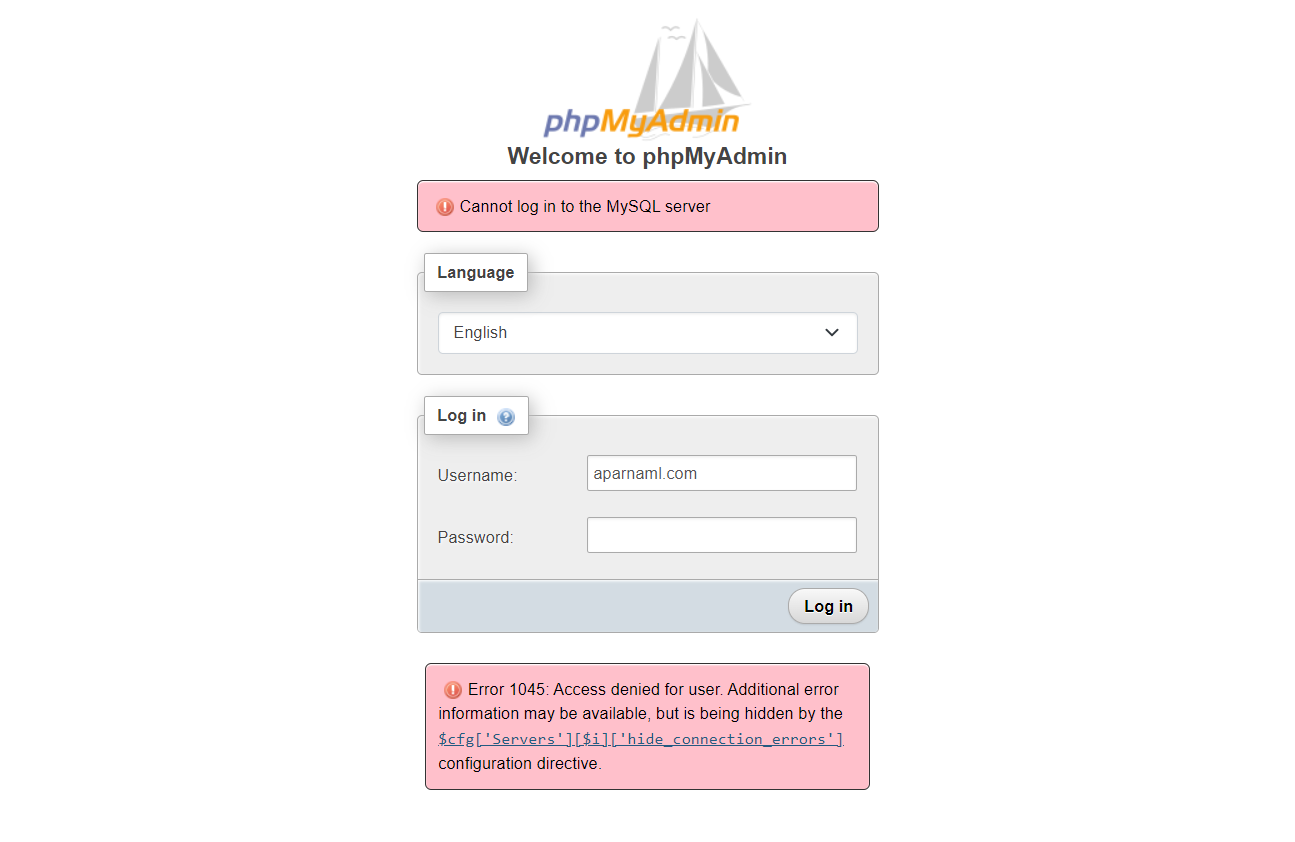 phpMyAdmin
Welcome to phpMyAdmin
Cannot log in to the MySQL server
Language
English
Log in
Username:
aparnaml.com
Password:
Log in
Error 1045: Access denied for user. Additional error
information may be available, but is being hidden by the
$cfg['Servers'][$i]['hide_connection_errors']
configuration directive.